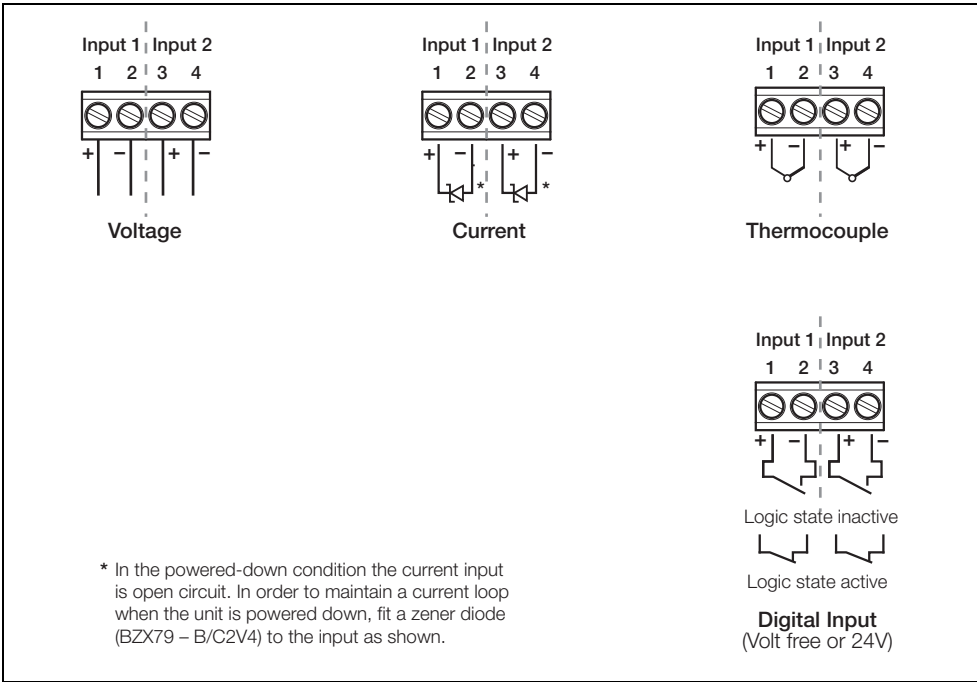 Input 1 Input 2
1 2 3 4
+ – + –
Voltage
Input 1 Input 2
1 2 3 4
+ – + –
* *
Current
Input 1 Input 2
1 2 3 4
+ – + –
Thermocouple
Input 1 Input 2
1 2 3 4
+ – + –
Logic state inactive
Logic state active
Digital Input
(Volt free or 24V)
* In the powered-down condition the current input
is open circuit. In order to maintain a current loop
when the unit is powered down, fit a zener diode
(BZX79 – B/C2V4) to the input as shown.